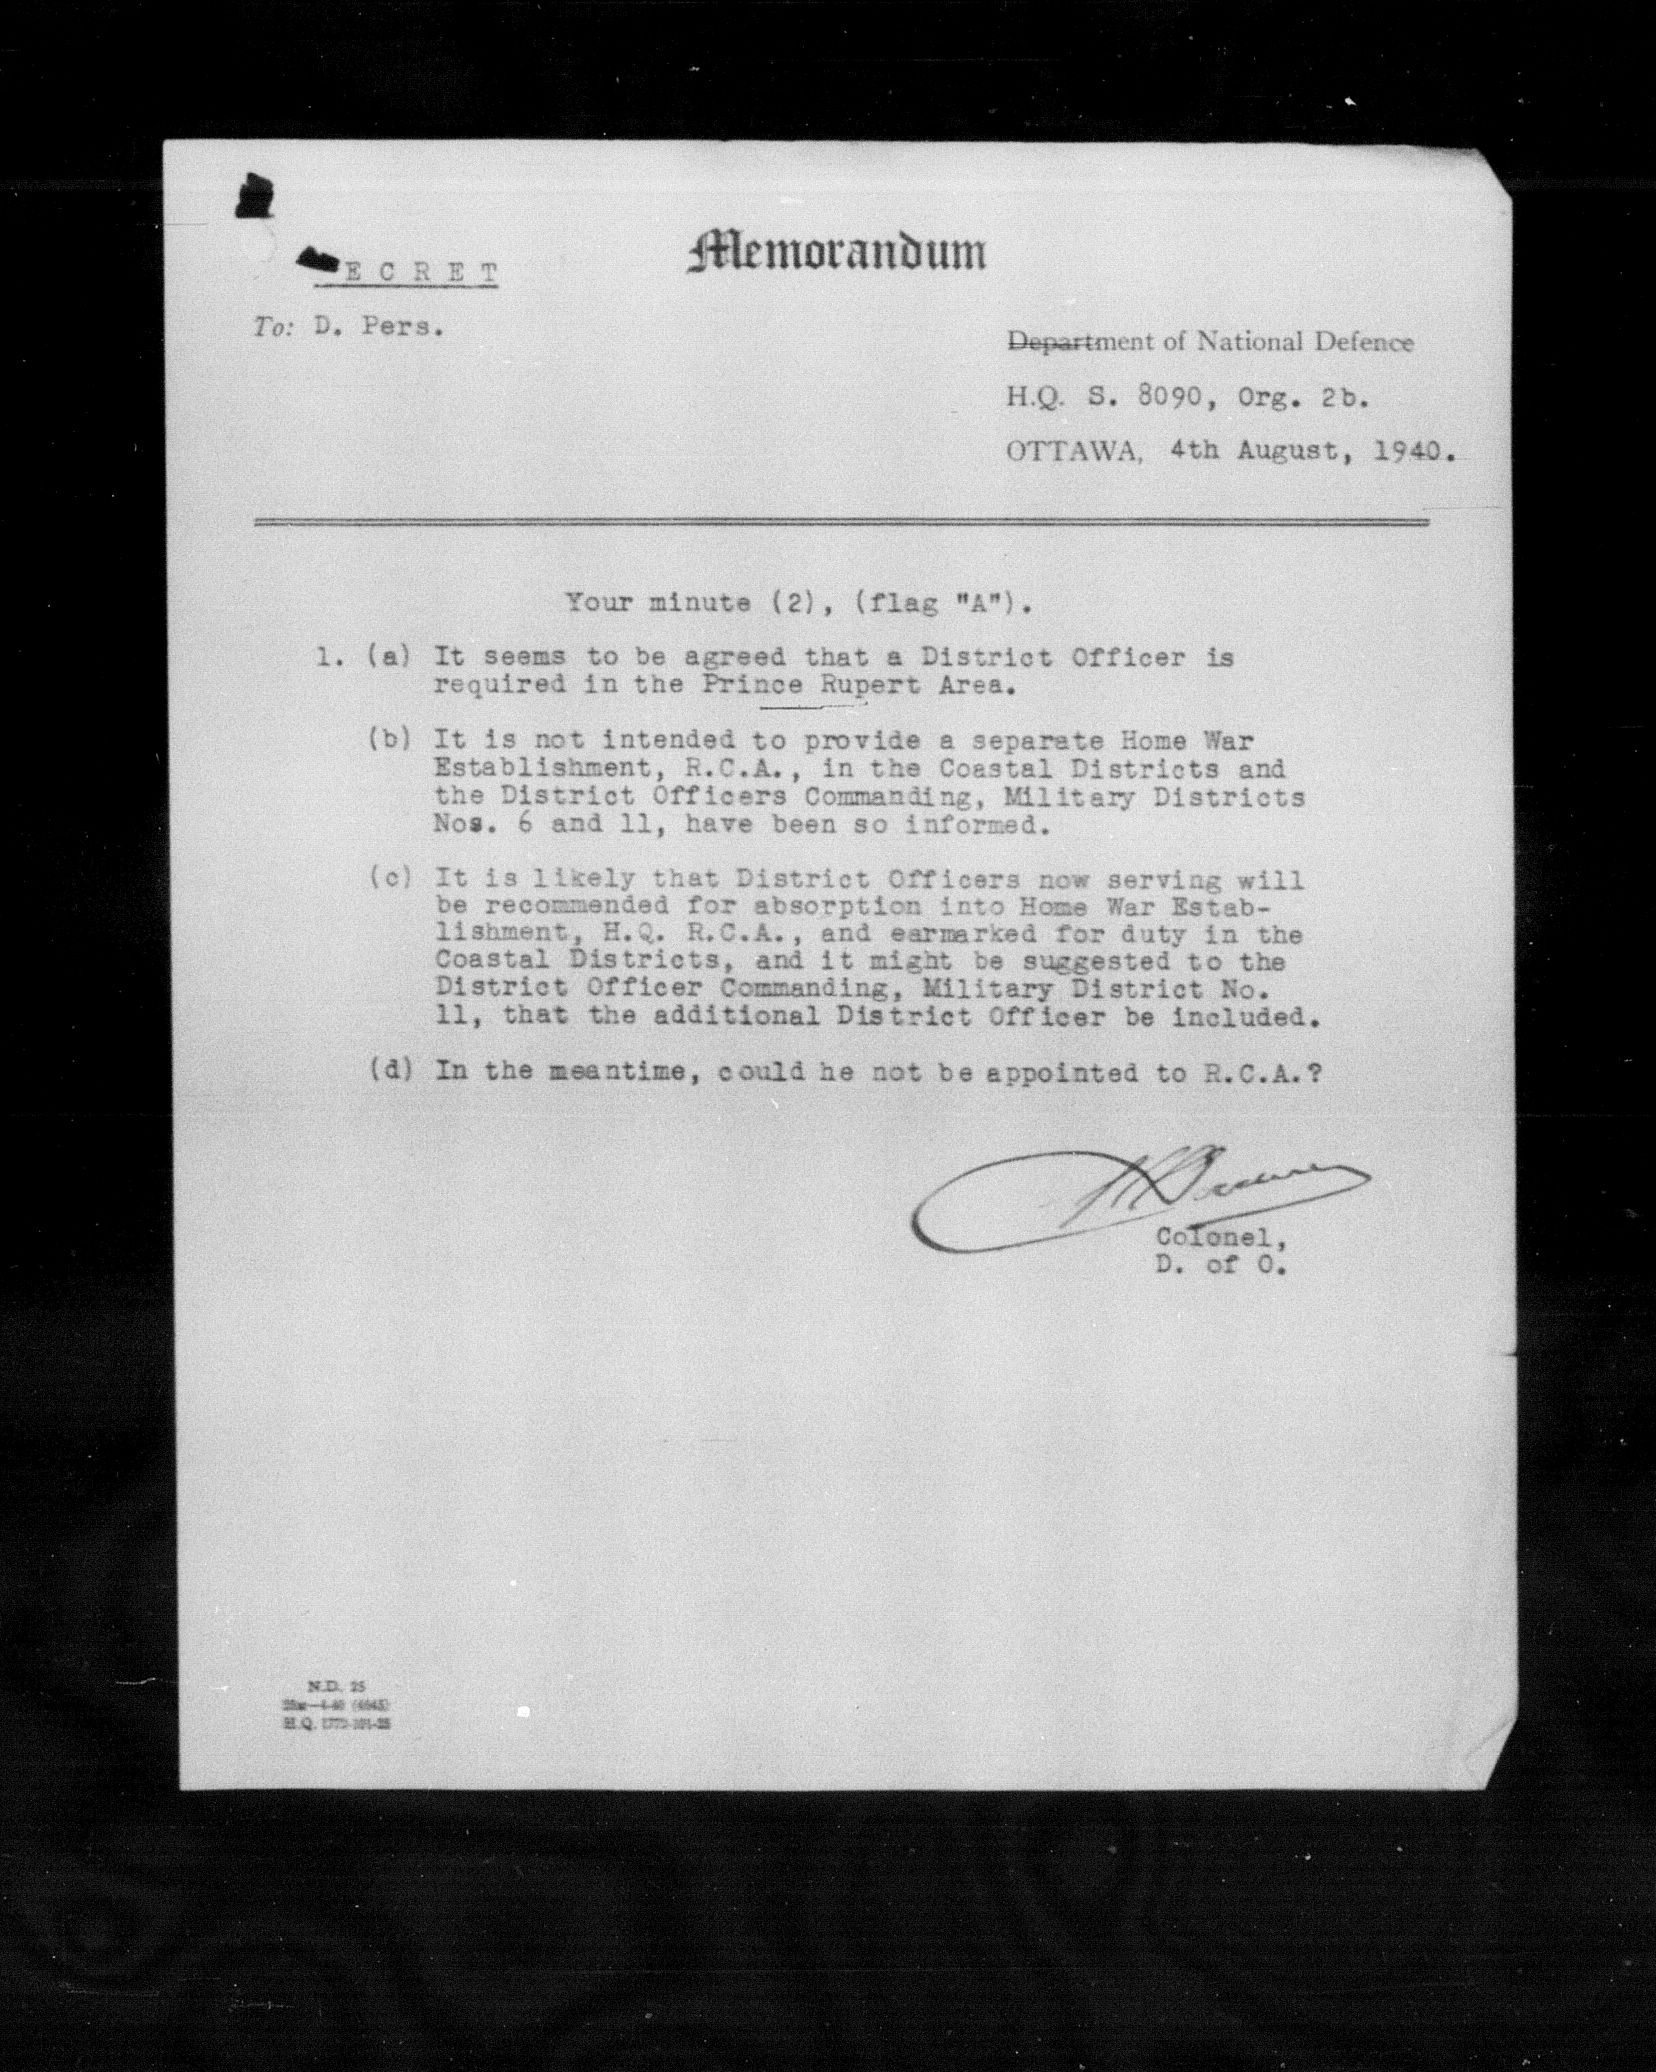 Memorandum
SECRET
To: D. Pers.
Department of National Defence
H.Q. S. 8090, Org. 2b.
OTTAWA, 4th August, 1940.
Your minute (2), (flag "A").
1. (a) It seems to be agreed that a District Officer is
required in the Prince Rupert Area.
(b) It is not intended to provide a separate Home War
Establishment, R.C.A., in the Coastal Districts and
the District Officers Commanding, Military Districts
Nos. 6 and 11, have been so informed.
(c) It is likely that District Officers now serving will
be recommended for absorption into Home War Estab-
lishment, H.Q. R.C.A., and earmarked for duty in the
Coastal Districts, and it might be suggested to the
District Officer Commanding, Military District No.
11, that the additional District Officer be included.
(d) In the meantime, could he not be appointed to R.C.A.?
Colonel,
D. of O.
N.D. 25
H.Q.